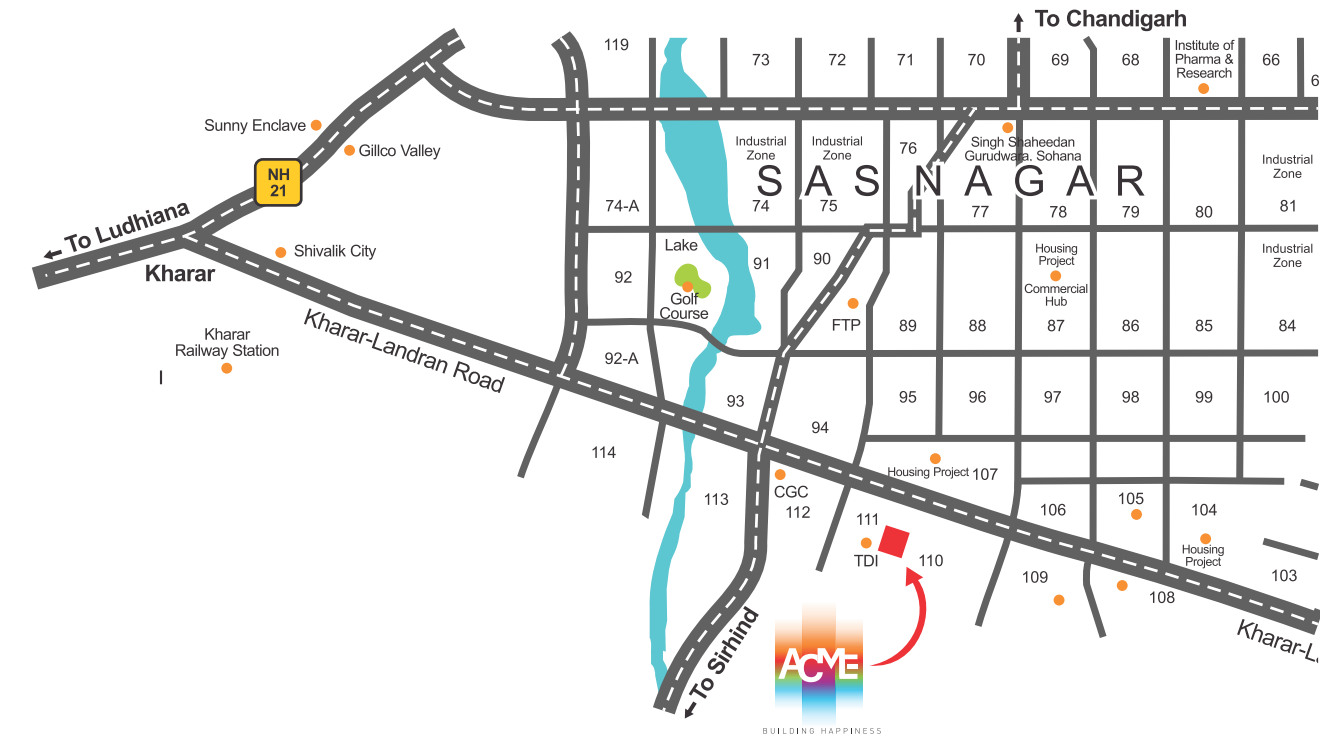 To Chandigarh
119
73
72
71
70
69
68
Institute of
Pharma &
Research
66
6
Sunny Enclave
Gillco Valley
NH
21
Industrial
Zone
Industrial
Zone
76
Singh Shaheedan
Gurudwara, Sohana
Industrial
Zone
SAS NAGAR
74-A
74
75
77
78
79
80
81
To Ludhiana
Kharar
Shivalik City
Lake
91
90
Housing
Project
Commercial
Hub
Industrial
Zone
92
Golf
Course
FTP
89
88
87
86
85
84
Kharar
Railway Station
I
Kharar-Landran Road
92-A
93
94
95
96
97
98
99
100
114
Housing Project
107
CGC
112
113
111
TDI
110
106
105
104
Housing
Project
103
109
108
Kharar-L
To Sirhind
ACME
BUILDING HAPPINESS